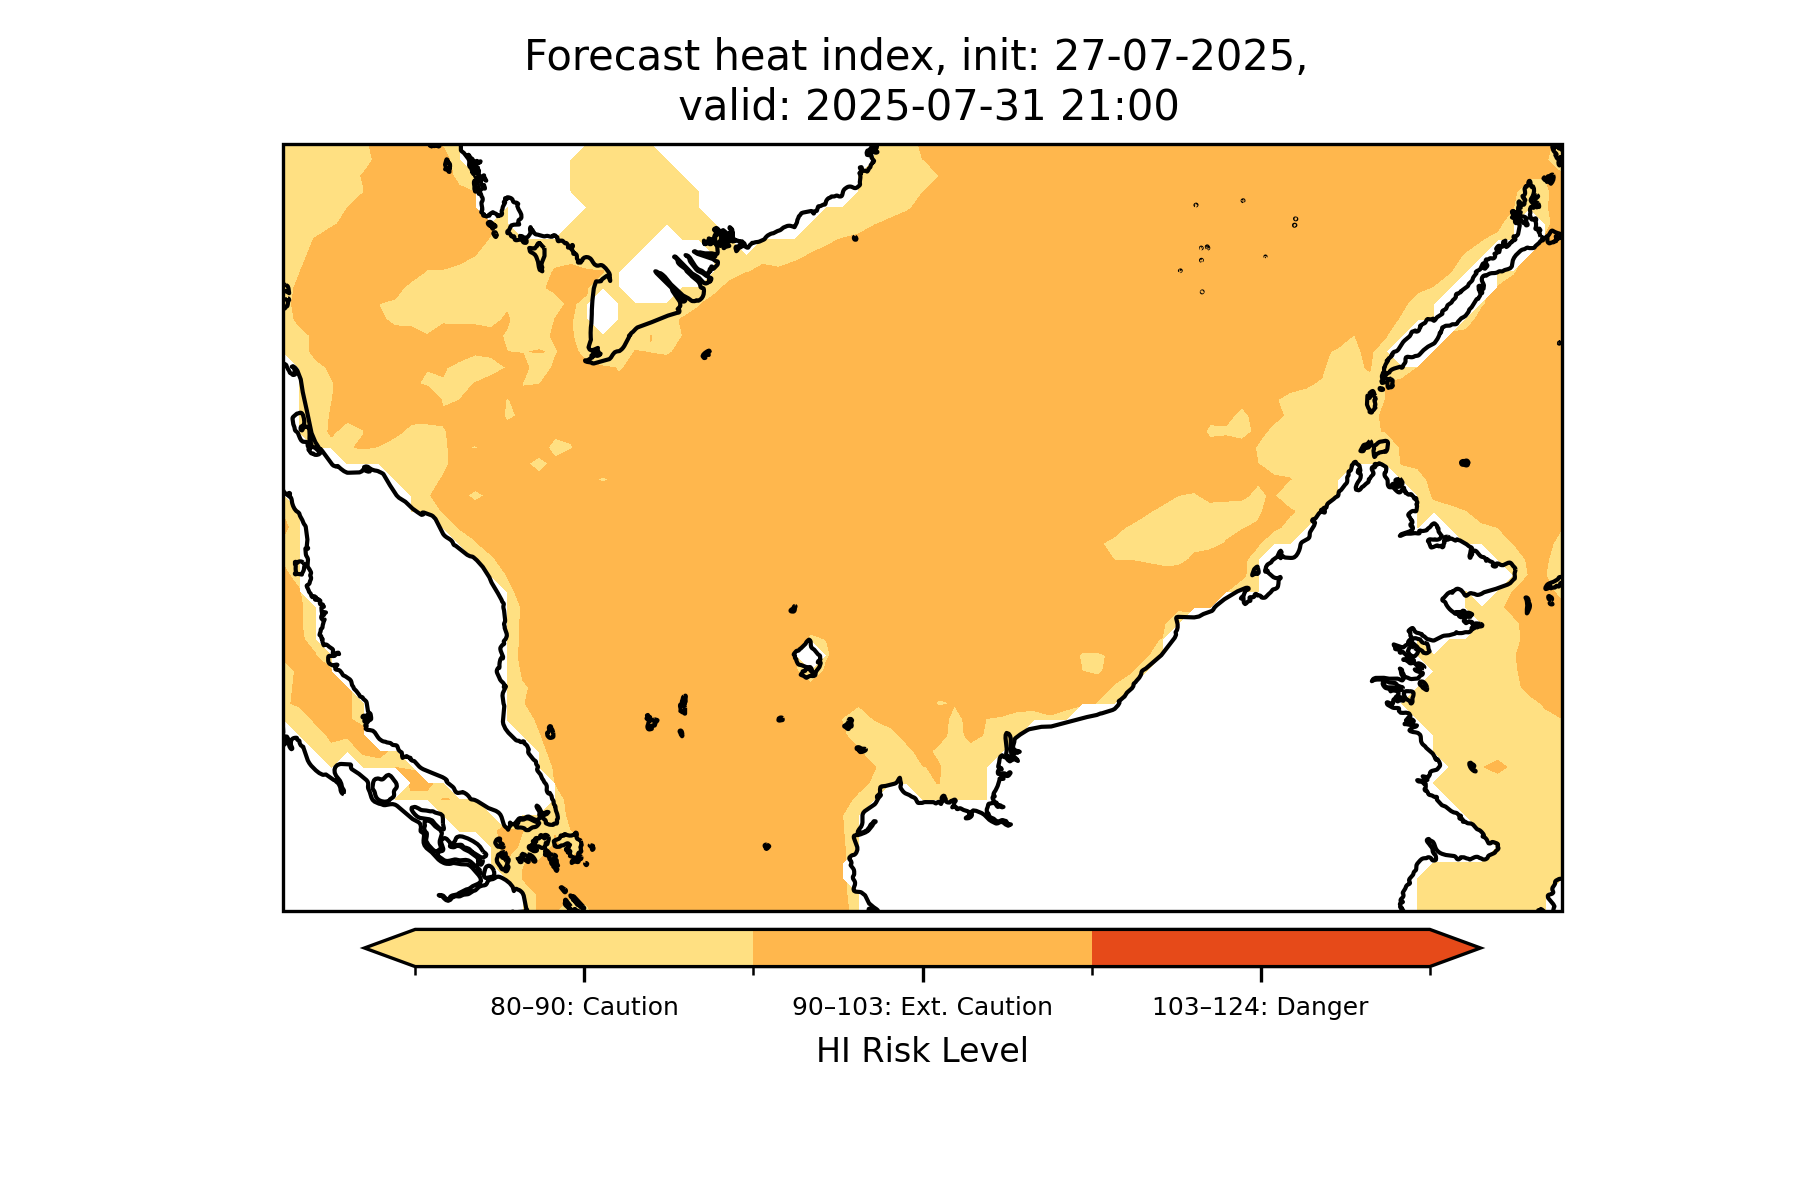 Forecast heat index, init: 27-07-2025,
valid: 2025-07-31 21:00
80–90: Caution
90–103: Ext. Caution
103–124: Danger
HI Risk Level